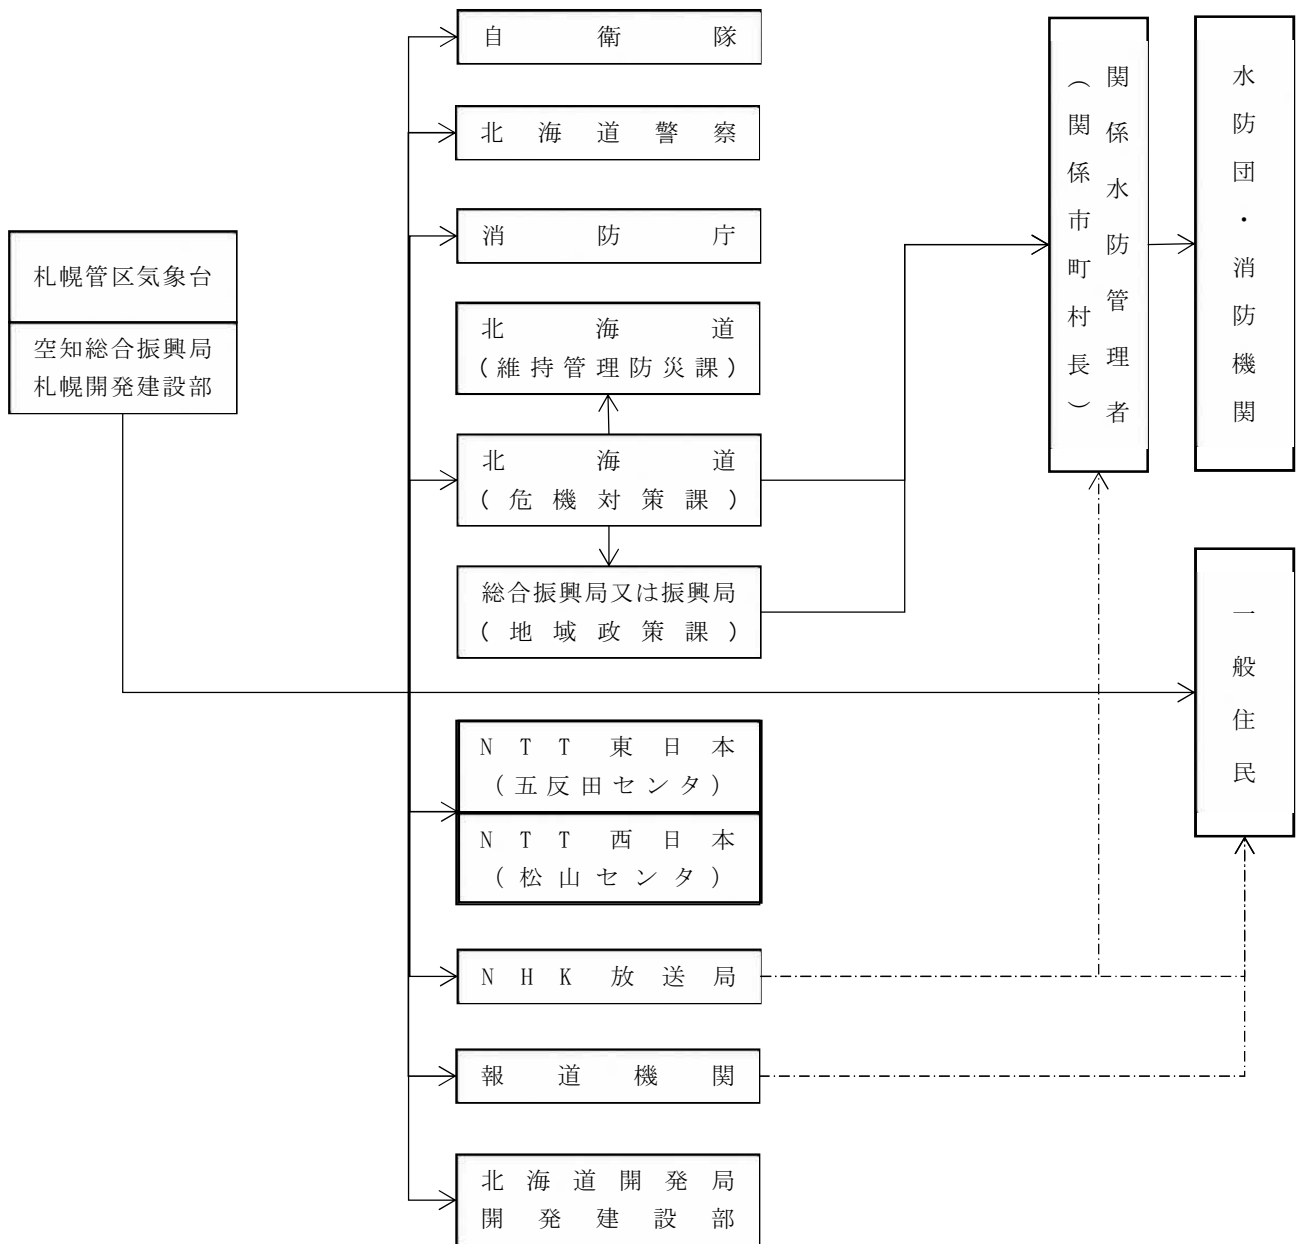 札幌管区気象台
空知総合振興局
札幌開発建設部
自衛隊
北海道警察
消防庁
北海道
(維持管理防災課)
北海道
(危機対策課)
総合振興局又は振興局
(地域政策課)
NTT東日本
(五反田センタ)
NTT西日本
(松山センタ)
NHK放送局
報道機関
北海道開発局
開発建設部
関係水防管理者
(関係市町村長)
水防団・消防機関
一般住民